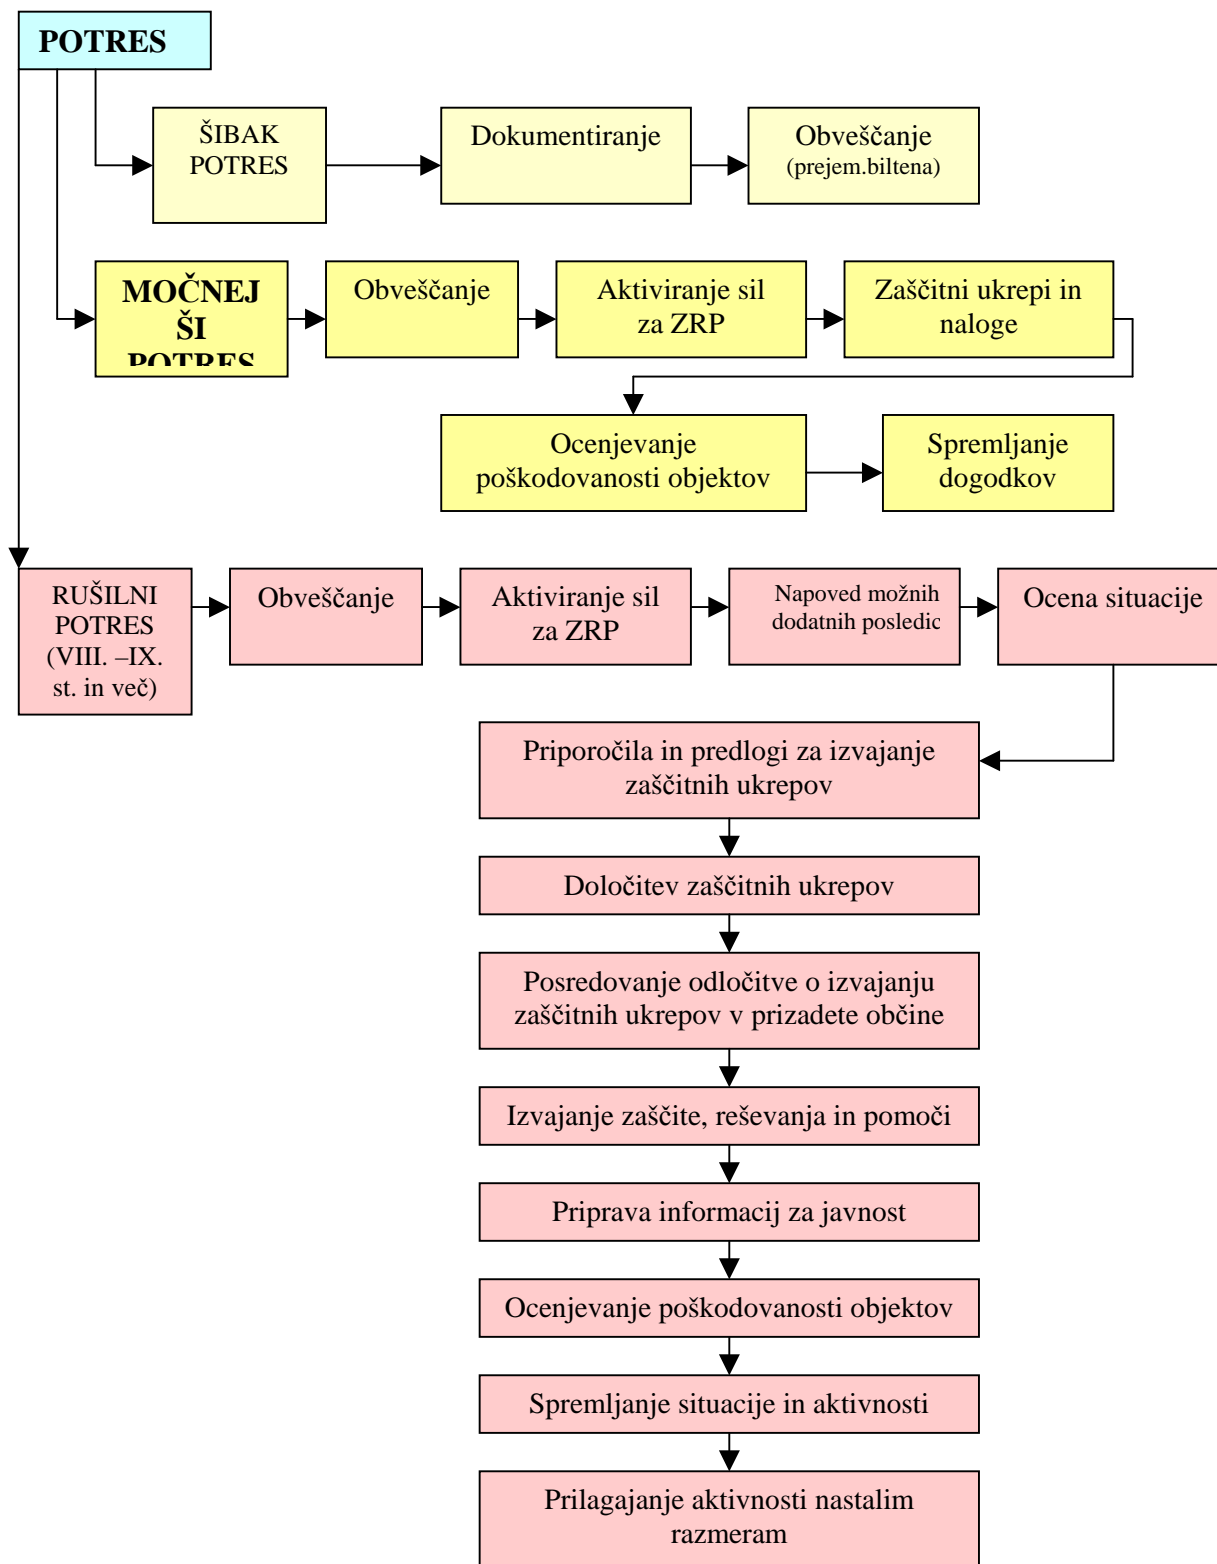 POTRES
ŠIBAK
POTRES
Dokumentiranje
Obveščanje
(prejem.biltena)
MOČNEJ
ŠI
POTRES
Obveščanje
Aktiviranje sil
za ZRP
Zaščitni ukrepi in
naloge
Ocenjevanje
poškodovanosti objektov
Spremljanje
dogodkov
RUŠILNI
POTRES
(VIII. –IX.
st. in več)
Obveščanje
Aktiviranje sil
za ZRP
Napoved možnih
dodatnih posledic
Ocena situacije
Priporočila in predlogi za izvajanje
zaščitnih ukrepov
Določitev zaščitnih ukrepov
Posredovanje odločitve o izvajanju
zaščitnih ukrepov v prizadete občine
Izvajanje zaščite, reševanja in pomoči
Priprava informacij za javnost
Ocenjevanje poškodovanosti objektov
Spremljanje situacije in aktivnosti
Prilagajanje aktivnosti nastalim
razmeram